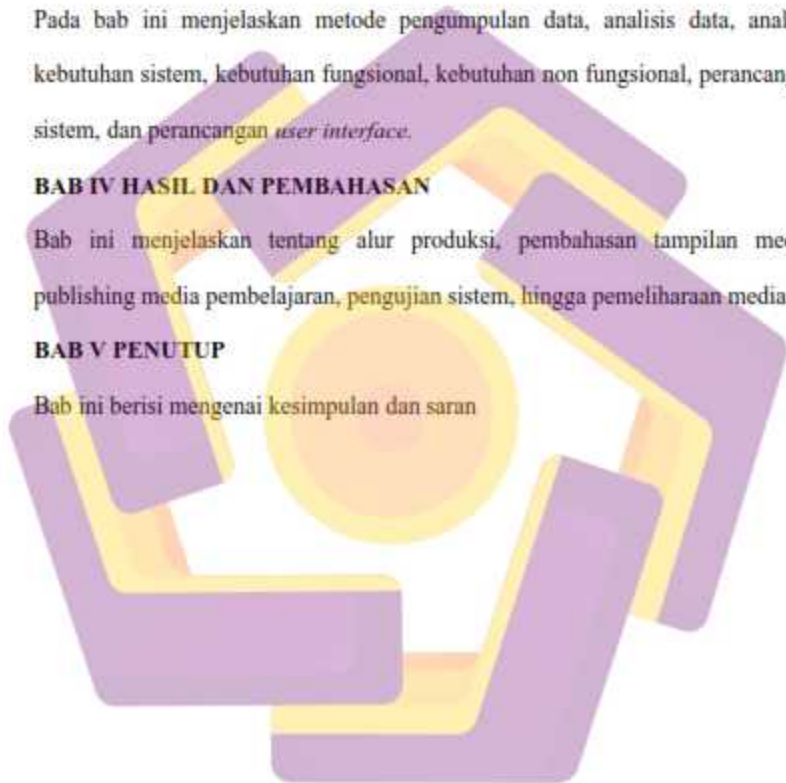 Pada bab ini menjelaskan metode pengumpulan data, analisis data, anal
kebutuhan sistem, kebutuhan fungsional, kebutuhan non fungsional, perancang
sistem, dan perancangan user interface.
BAB IV HASIL DAN PEMBAHASAN
Bab ini menjelaskan tentang alur produksi, pembahasan tampilan med
publishing media pembelajaran, pengujian sistem, hingga pemeliharaan media
BAB V PENUTUP
Bab ini berisi mengenai kesimpulan dan saran